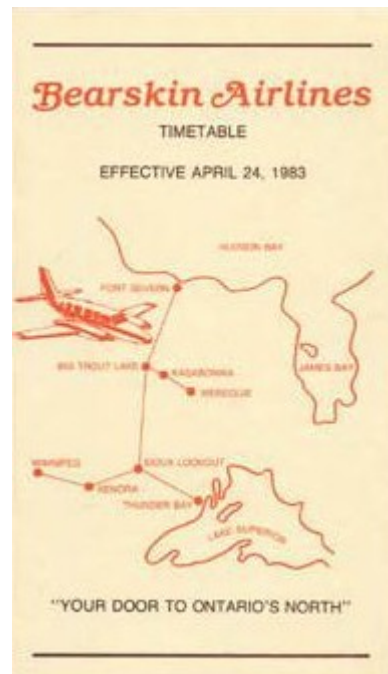 Bearskin Airlines
TIMETABLE
EFFECTIVE APRIL 24, 1983
HUDSON BAY
FORT SEVERN
BIG TROUT LAKE
KASABONIKA
JAMES BAY
WEBEQUIE
WINNIPEG
SIOUX LOOKOUT
KENORA
THUNDER BAY
LAKE SUPERIOR
"YOUR DOOR TO ONTARIO'S NORTH"